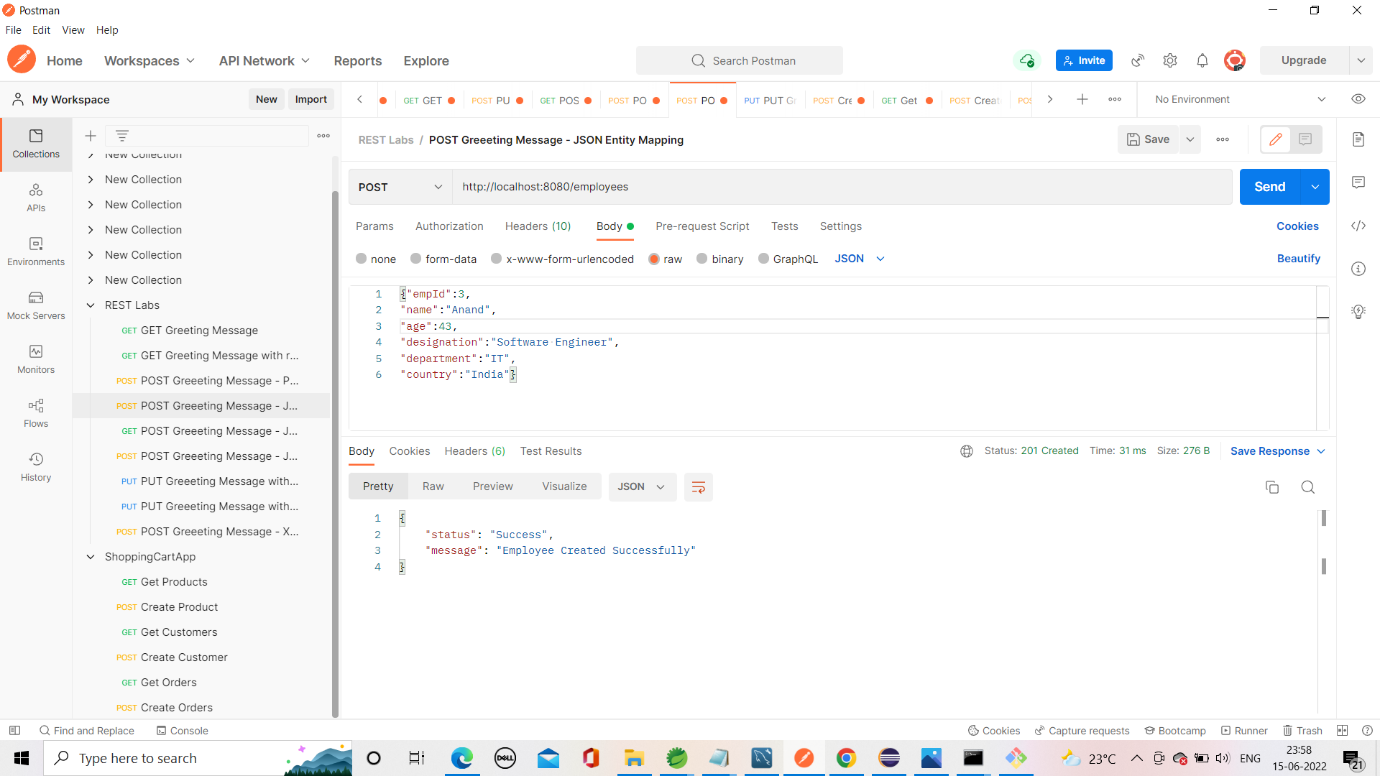 Postman
File Edit View Help
Home Workspaces API Network Reports Explore Search Postman Invite Upgrade
My Workspace New Import
GET GET POST PU GET POS POST PO POST PO PUT PUT G POST Cre GET Get POST Creat POS No Environment
REST Labs / POST Greeeting Message - JSON Entity Mapping Save
POST http://localhost:8080/employees Send
Params Authorization Headers (10) Body Pre-request Script Tests Settings Cookies
none form-data x-www-form-urlencoded raw binary GraphQL JSON Beautify
1 {"empId":3,
2 "name":"Anand",
3 "age":43,
4 "designation":"Software Engineer",
5 "department":"IT",
6 "country":"India"}
Body Cookies Headers (6) Test Results Status: 201 Created Time: 31 ms Size: 276 B Save Response
Pretty Raw Preview Visualize JSON
1 {
2 "status": "Success",
3 "message": "Employee Created Successfully"
4 }
Collections
APIs
Environments
Mock Servers
Monitors
Flows
History
New Collection
New Collection
New Collection
New Collection
New Collection
New Collection
REST Labs
GET GET Greeting Message
GET GET Greeting Message with r...
POST POST Greeeting Message - P...
POST POST Greeeting Message - J...
GET POST Greeeting Message - J...
POST POST Greeeting Message - J...
PUT PUT Greeeting Message with...
PUT PUT Greeeting Message with...
POST POST Greeeting Message - X...
ShoppingCartApp
GET Get Products
POST Create Product
GET Get Customers
POST Create Customer
GET Get Orders
POST Create Orders
Find and Replace Console Cookies Capture requests Bootcamp Runner Trash
Type here to search DELL 23°C ENG 23:58
15-06-2022 21